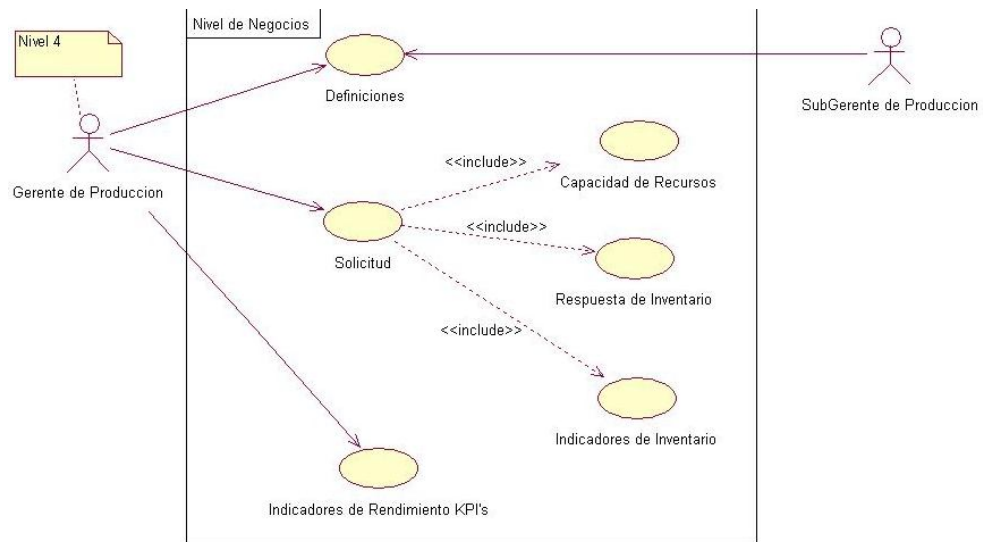 Nivel de Negocios
Nivel 4
Definiciones
SubGerente de Produccion
<<include>>
Capacidad de Recursos
Gerente de Produccion
<<include>>
Solicitud
Respuesta de Inventario
<<include>>
Indicadores de Inventario
Indicadores de Rendimiento KPI's